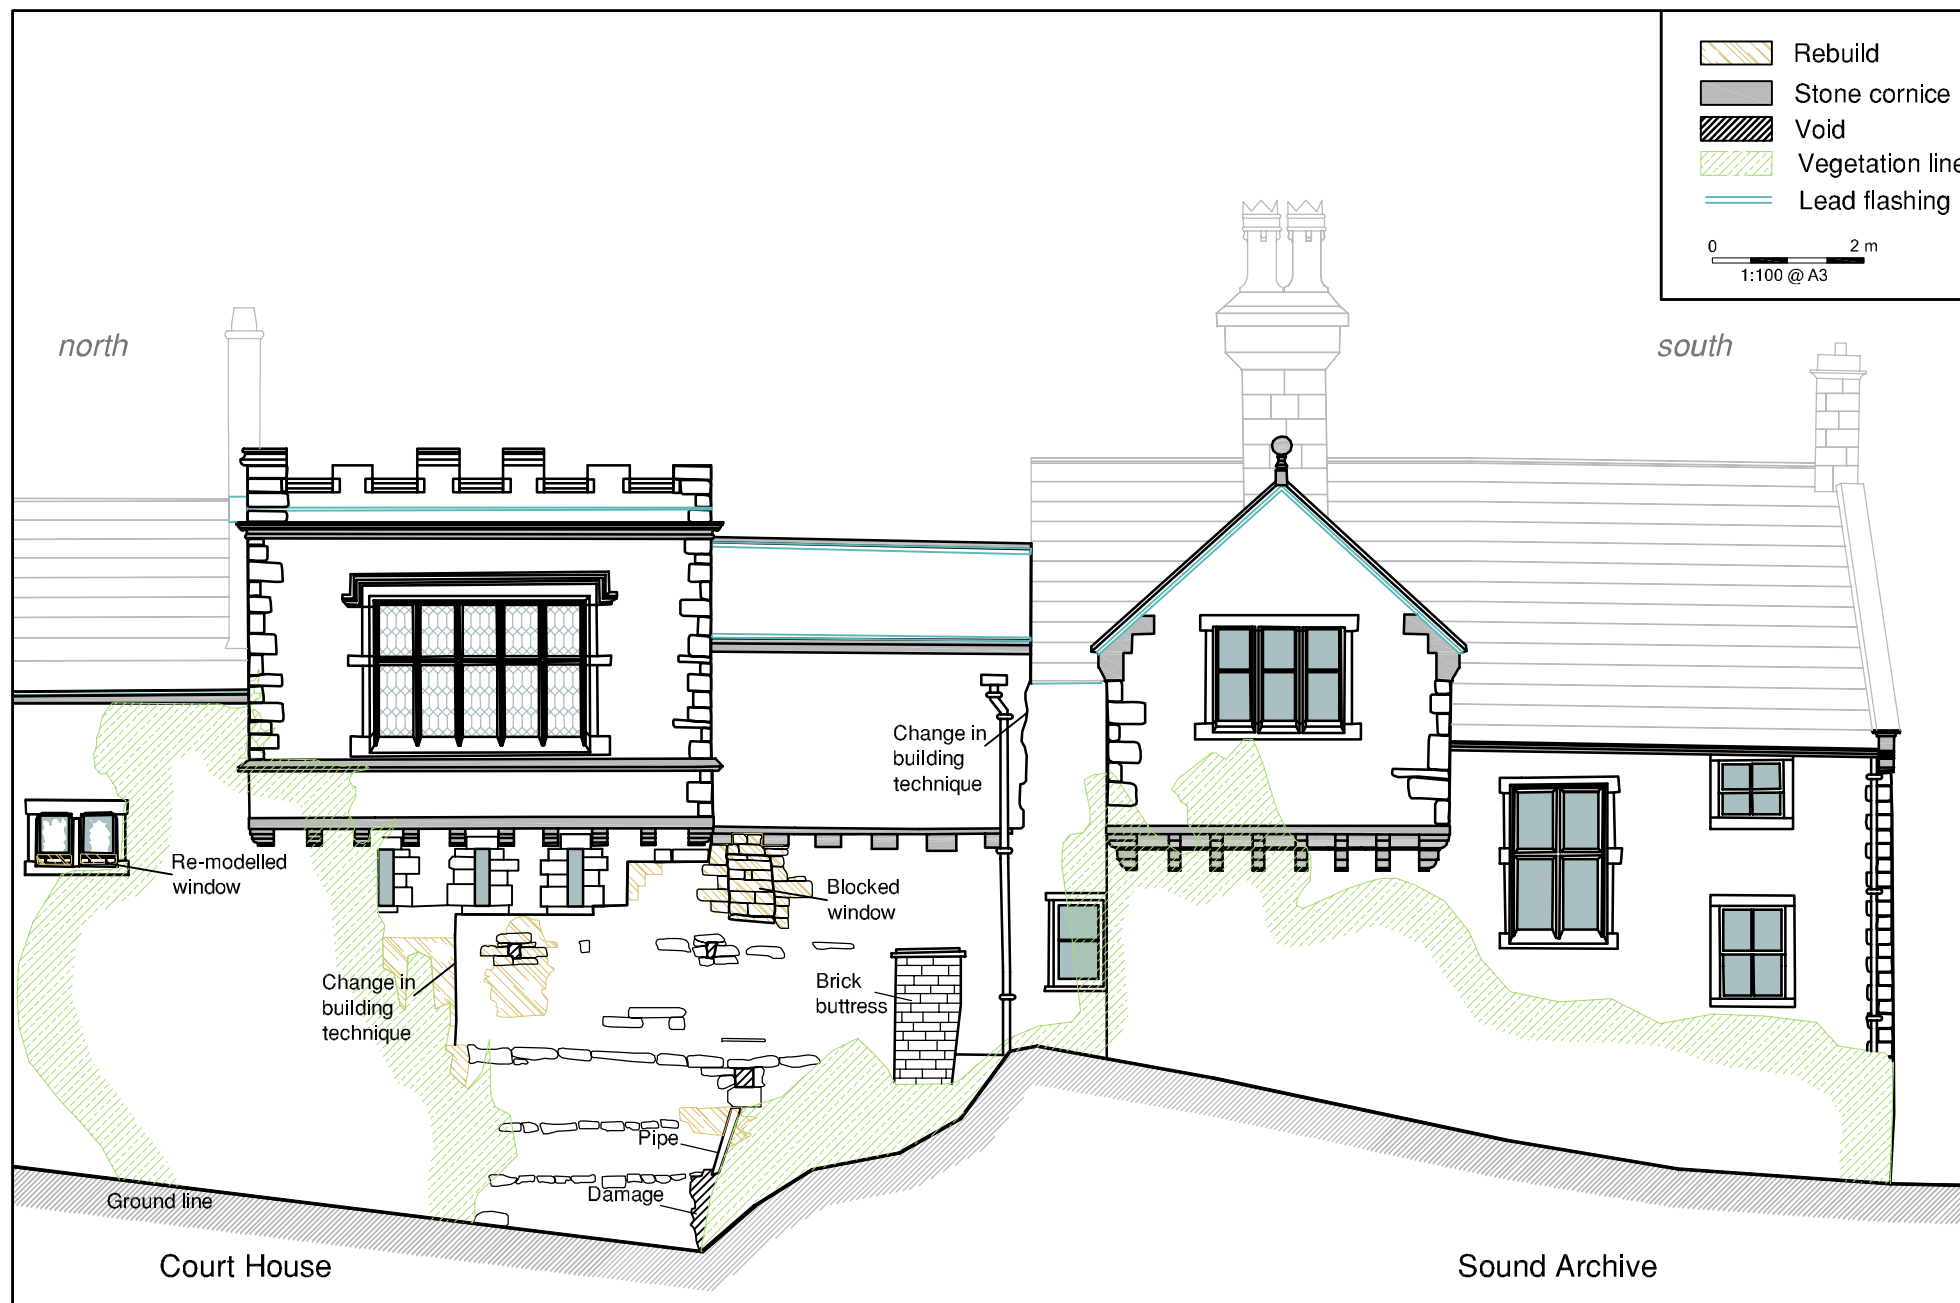 Rebuild
Stone cornice
Void
Vegetation line
Lead flashing
0 2 m
1:100 @ A3
north
south
Change in
building
technique
Re-modelled
window
Blocked
window
Change in
building
technique
Brick
buttress
Pipe
Damage
Ground line
Court House
Sound Archive